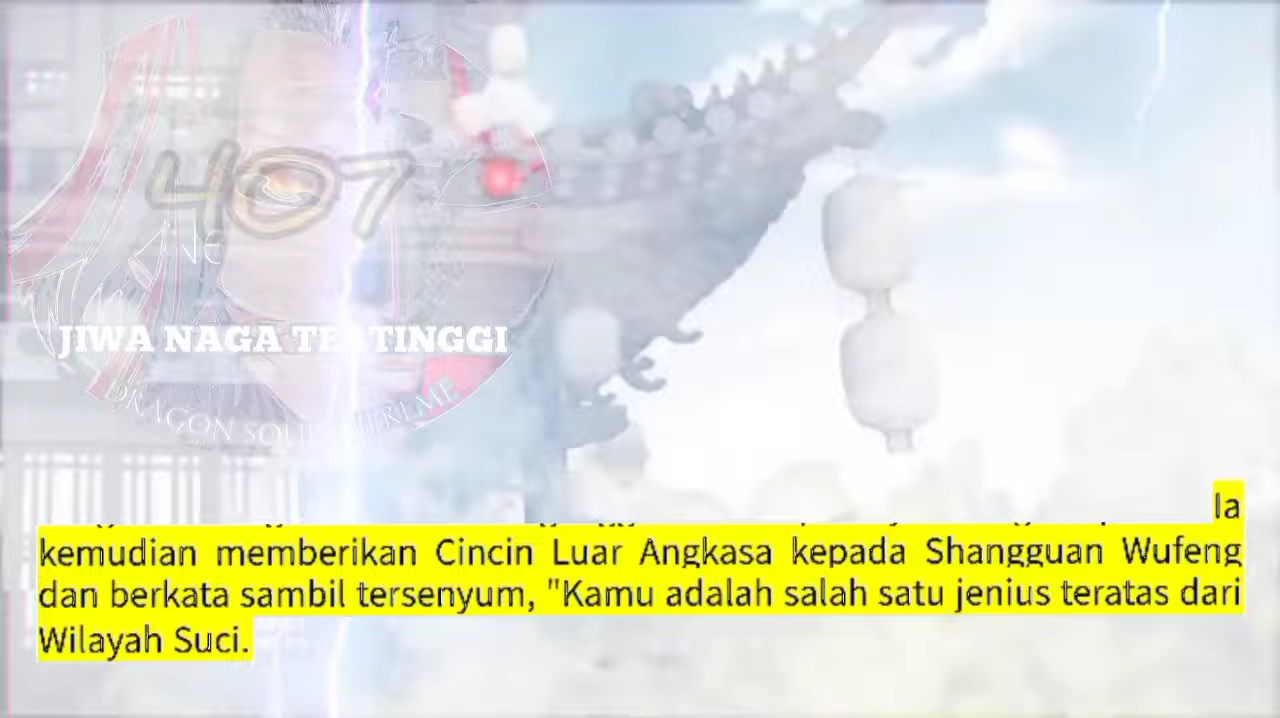 407
JIWA NAGA TERTINGGI
DRAGON SOUL
Ia
kemudian memberikan Cincin Luar Angkasa kepada Shangguan Wufeng
dan berkata sambil tersenyum, "Kamu adalah salah satu jenius teratas dari
Wilayah Suci.